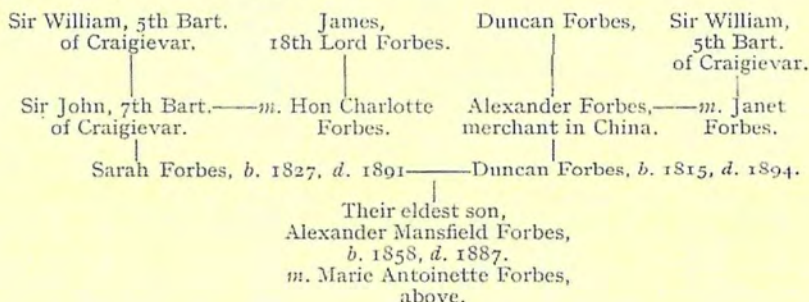 Sir William, 5th Bart. James, Duncan Forbes, Sir William,
of Craigievar. 18th Lord Forbes. 5th Bart.
of Craigievar.
Sir John, 7th Bart.——m. Hon Charlotte Alexander Forbes,——m. Janet
of Craigievar. Forbes. merchant in China. Forbes.
Sarah Forbes, b. 1827, d. 1891——Duncan Forbes, b. 1815, d. 1894.
Their eldest son,
Alexander Mansfield Forbes,
b. 1858, d. 1887.
m. Marie Antoinette Forbes,
above.